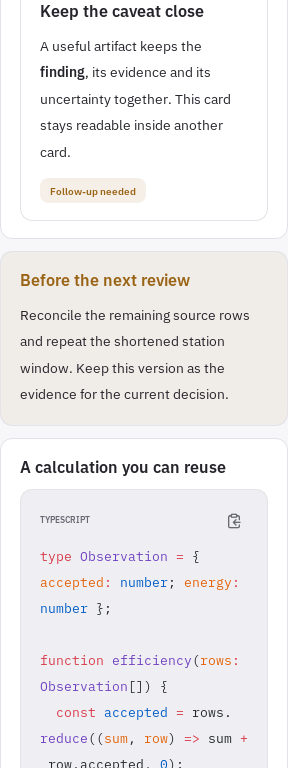 Keep the caveat close
A useful artifact keeps the
finding, its evidence and its
uncertainty together. This card
stays readable inside another
card.
Follow-up needed
Before the next review
Reconcile the remaining source rows
and repeat the shortened station
window. Keep this version as the
evidence for the current decision.
A calculation you can reuse
TYPESCRIPT
type Observation = {
accepted: number; energy:
number };
function efficiency(rows:
Observation[]) {
  const accepted = rows.
reduce((sum, row) => sum +
 row.accepted, 0);